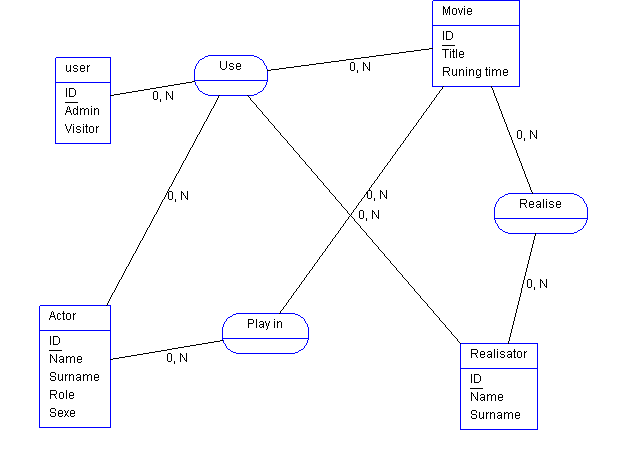 Movie
ID
Title
Runing time
user
ID
Admin
Visitor
Use
0, N
0, N
0, N
0, N
0, N
0, N
Realise
0, N
Actor
ID
Name
Surname
Role
Sexe
Play in
0, N
Realisator
ID
Name
Surname